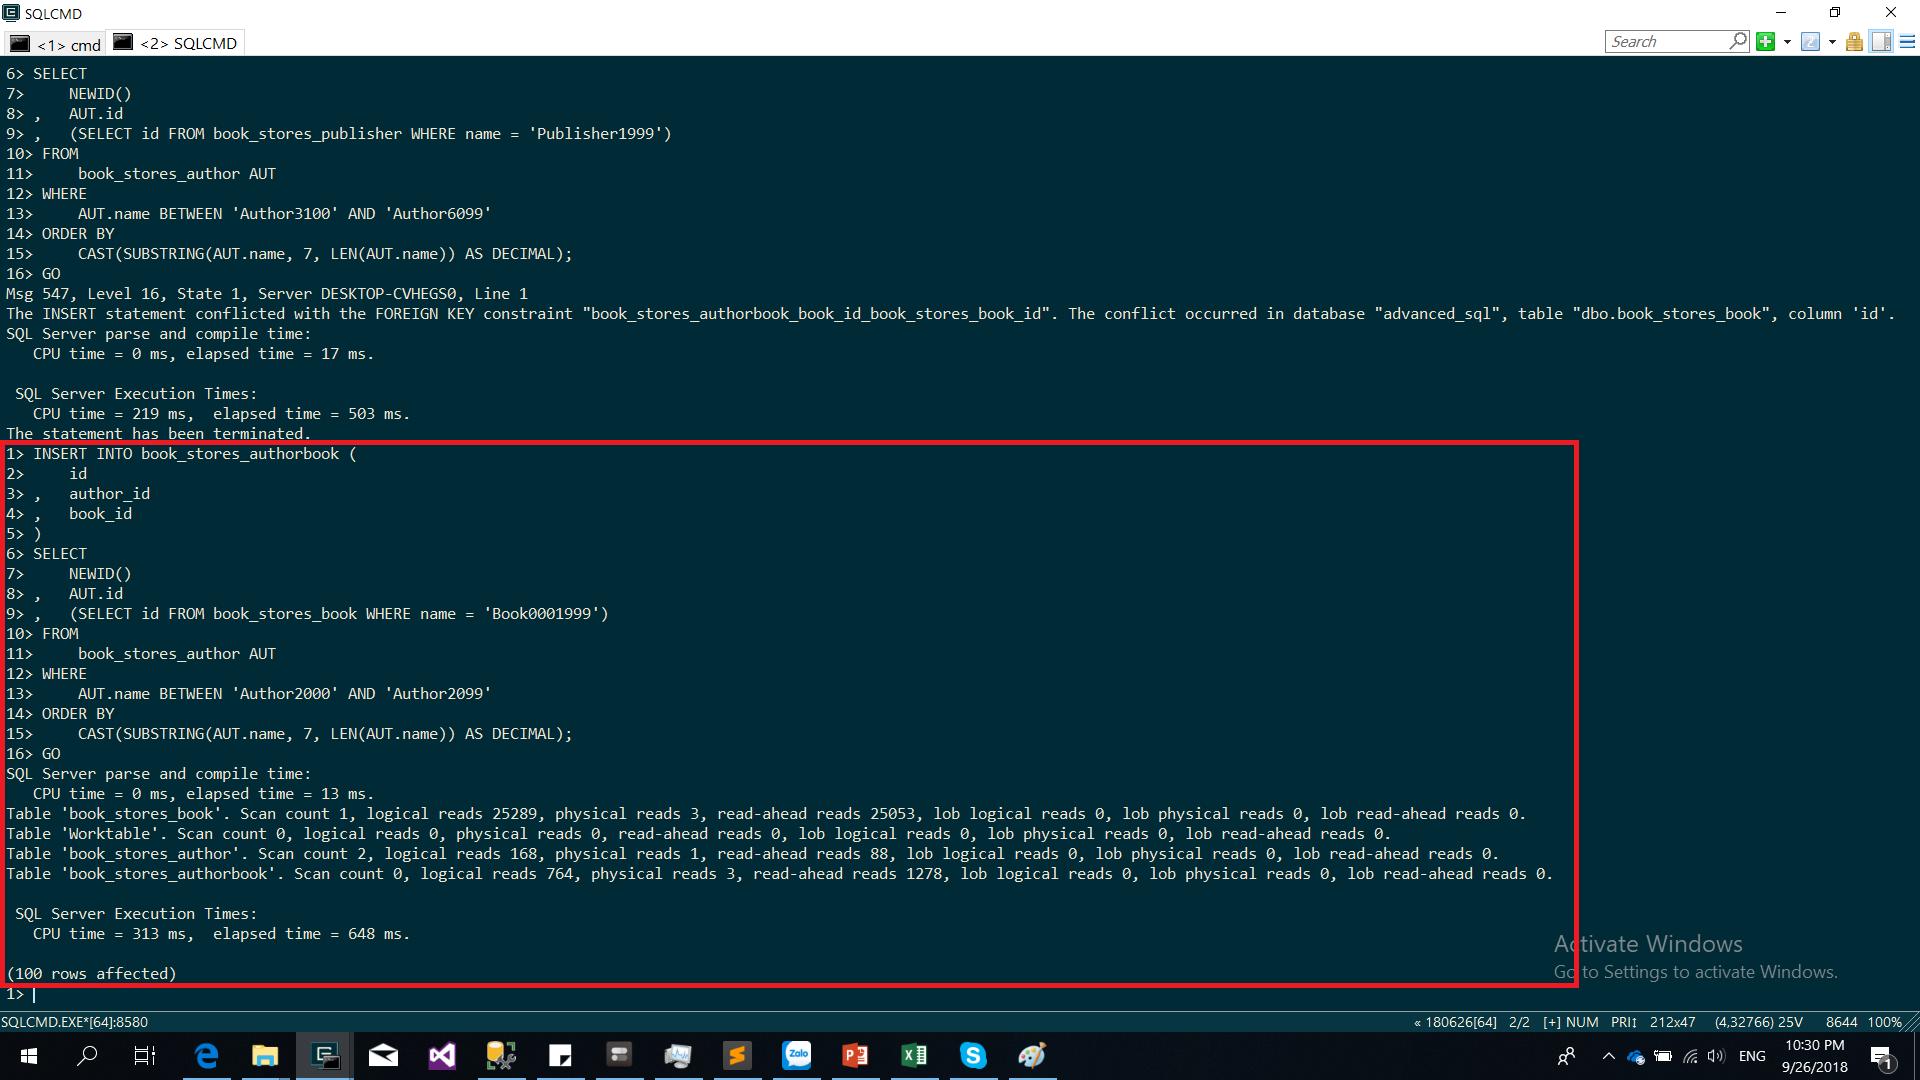 SQLCMD
<1> cmd
<2> SQLCMD
Search
6> SELECT
7>     NEWID()
8> ,   AUT.id
9> ,   (SELECT id FROM book_stores_publisher WHERE name = 'Publisher1999')
10> FROM
11>     book_stores_author AUT
12> WHERE
13>     AUT.name BETWEEN 'Author3100' AND 'Author6099'
14> ORDER BY
15>     CAST(SUBSTRING(AUT.name, 7, LEN(AUT.name)) AS DECIMAL);
16> GO
Msg 547, Level 16, State 1, Server DESKTOP-CVHEGS0, Line 1
The INSERT statement conflicted with the FOREIGN KEY constraint "book_stores_authorbook_book_id_book_stores_book_id". The conflict occurred in database "advanced_sql", table "dbo.book_stores_book", column 'id'.
SQL Server parse and compile time:
   CPU time = 0 ms, elapsed time = 17 ms.
 SQL Server Execution Times:
   CPU time = 219 ms,  elapsed time = 503 ms.
The statement has been terminated.
1> INSERT INTO book_stores_authorbook (
2>     id
3> ,   author_id
4> ,   book_id
5> )
6> SELECT
7>     NEWID()
8> ,   AUT.id
9> ,   (SELECT id FROM book_stores_book WHERE name = 'Book0001999')
10> FROM
11>     book_stores_author AUT
12> WHERE
13>     AUT.name BETWEEN 'Author2000' AND 'Author2099'
14> ORDER BY
15>     CAST(SUBSTRING(AUT.name, 7, LEN(AUT.name)) AS DECIMAL);
16> GO
SQL Server parse and compile time:
   CPU time = 0 ms, elapsed time = 13 ms.
Table 'book_stores_book'. Scan count 1, logical reads 25289, physical reads 3, read-ahead reads 25053, lob logical reads 0, lob physical reads 0, lob read-ahead reads 0.
Table 'Worktable'. Scan count 0, logical reads 0, physical reads 0, read-ahead reads 0, lob logical reads 0, lob physical reads 0, lob read-ahead reads 0.
Table 'book_stores_author'. Scan count 2, logical reads 168, physical reads 1, read-ahead reads 88, lob logical reads 0, lob physical reads 0, lob read-ahead reads 0.
Table 'book_stores_authorbook'. Scan count 0, logical reads 764, physical reads 3, read-ahead reads 1278, lob logical reads 0, lob physical reads 0, lob read-ahead reads 0.
 SQL Server Execution Times:
   CPU time = 313 ms,  elapsed time = 648 ms.
Activate Windows
Go to Settings to activate Windows.
(100 rows affected)
1>
SQLCMD.EXE*[64]:8580
« 180626[64] 2/2 [+] NUM PRI↕ 212x47 (4,32766) 25V 8644 100%
Zalo
ENG
10:30 PM
9/26/2018
1